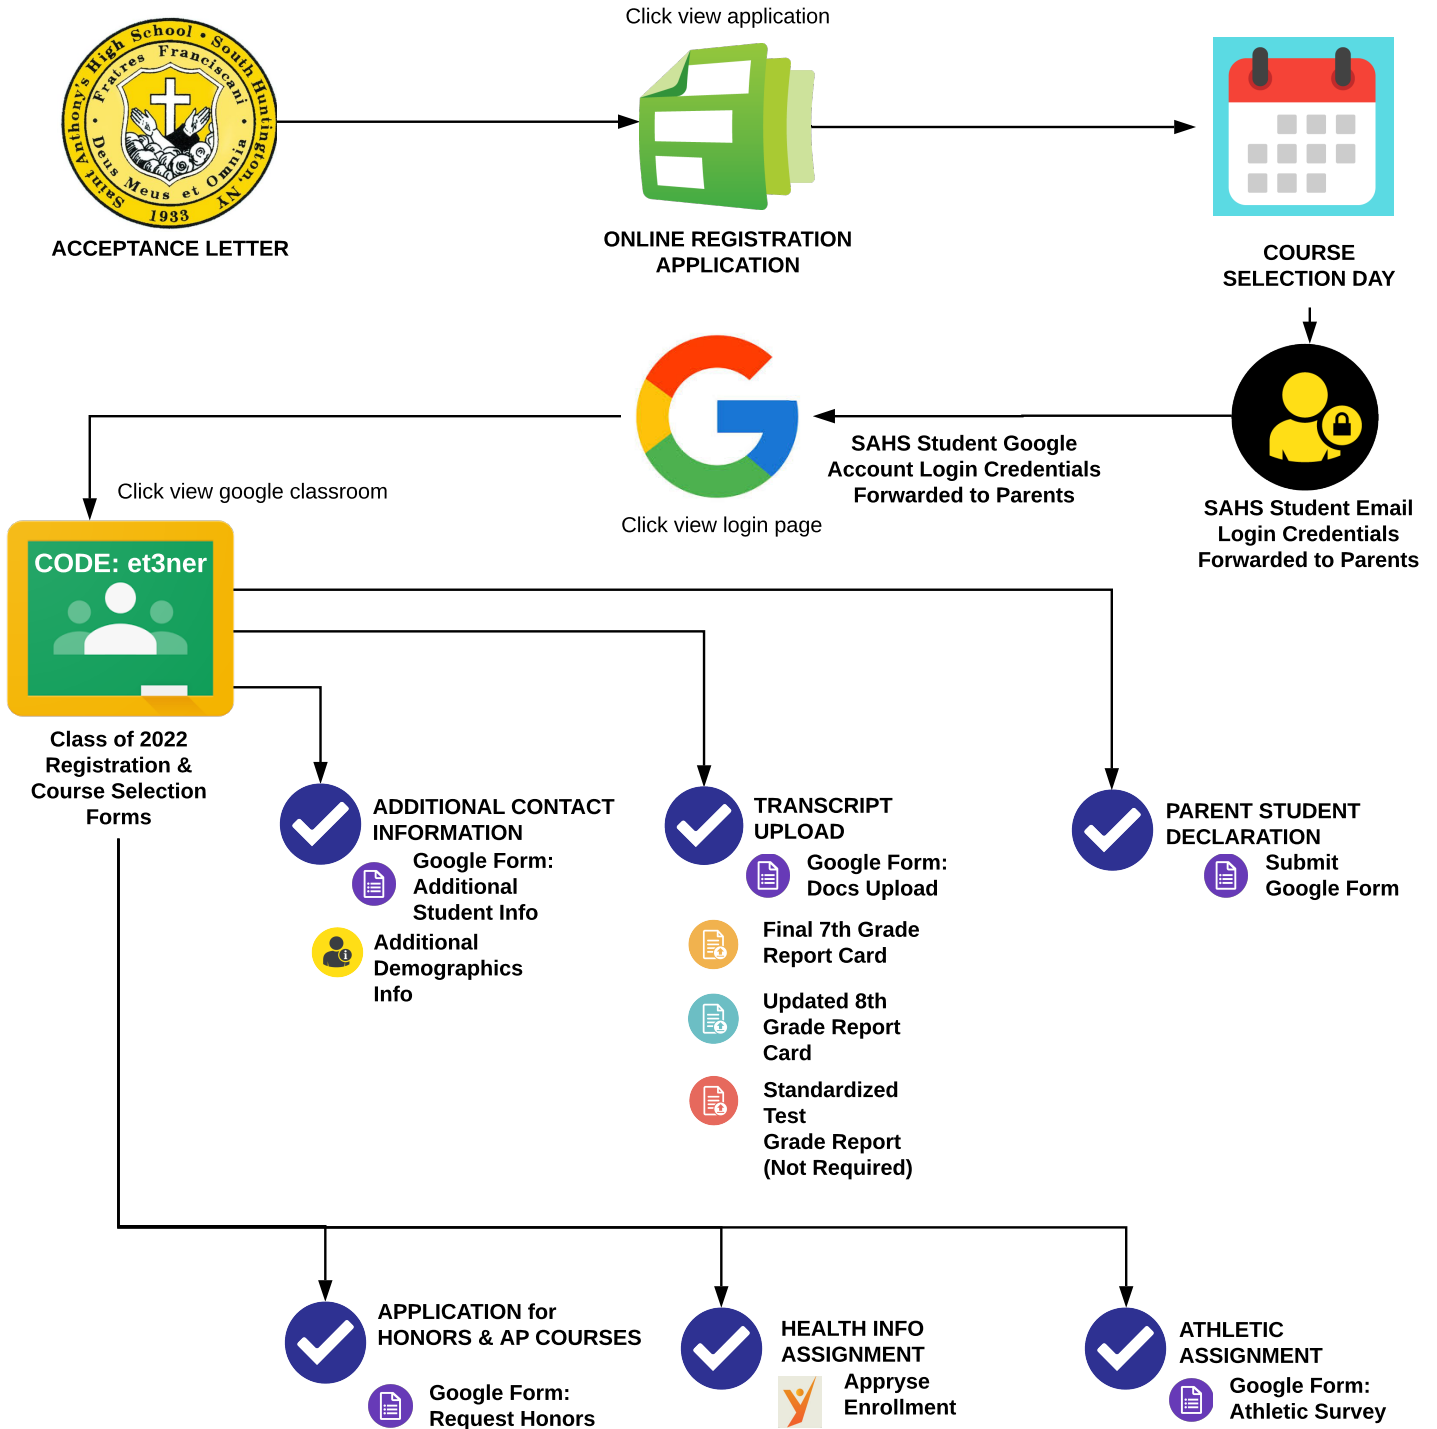 Click view application
Saint Anthony's High School • South Huntington, NY
• Fratres Franciscani •
Deus Meus et Omnia
1933
ACCEPTANCE LETTER
ONLINE REGISTRATION
APPLICATION
COURSE
SELECTION DAY
SAHS Student Google
Account Login Credentials
Forwarded to Parents
Click view google classroom
Click view login page
SAHS Student Email
Login Credentials
Forwarded to Parents
CODE: et3ner
Class of 2022
Registration &
Course Selection
Forms
ADDITIONAL CONTACT
INFORMATION
Google Form:
Additional
Student Info
Additional
Demographics
Info
TRANSCRIPT
UPLOAD
Google Form:
Docs Upload
Final 7th Grade
Report Card
Updated 8th
Grade Report
Card
Standardized
Test
Grade Report
(Not Required)
PARENT STUDENT
DECLARATION
Submit
Google Form
APPLICATION for
HONORS & AP COURSES
Google Form:
Request Honors
HEALTH INFO
ASSIGNMENT
Appryse
Enrollment
ATHLETIC
ASSIGNMENT
Google Form:
Athletic Survey